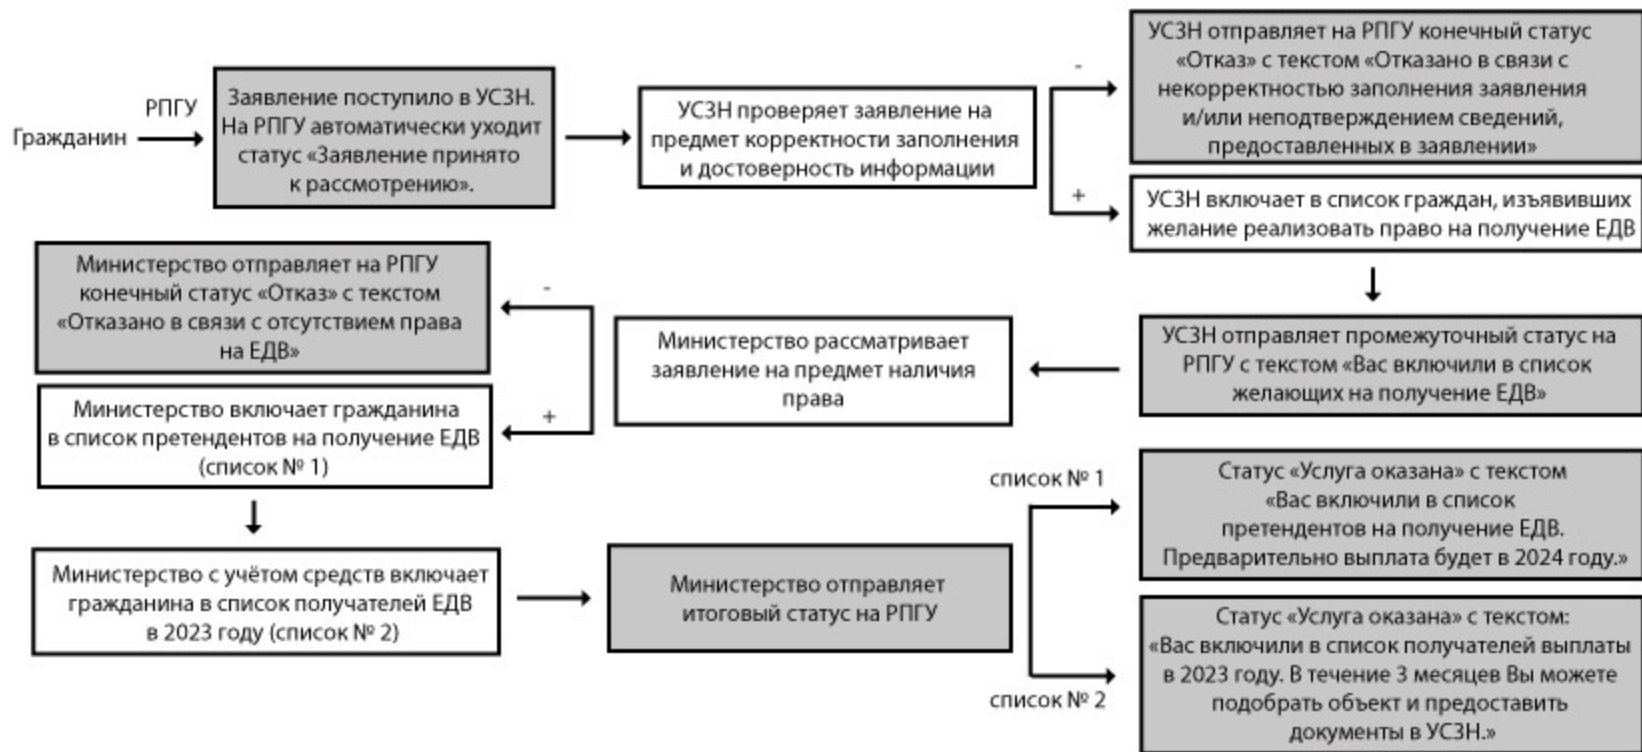 Гражданин
РПГУ
Заявление поступило в УСЗН.
На РПГУ автоматически уходит
статус «Заявление принято
к рассмотрению».
УСЗН проверяет заявление на
предмет корректности заполнения
и достоверность информации
-
УСЗН отправляет на РПГУ конечный статус
«Отказ» с текстом «Отказано в связи с
некорректностью заполнения заявления
и/или неподтверждением сведений,
предоставленных в заявлении»
+
УСЗН включает в список граждан, изъявивших
желание реализовать право на получение ЕДВ
УСЗН отправляет промежуточный статус на
РПГУ с текстом «Вас включили в список
желающих на получение ЕДВ»
Министерство рассматривает
заявление на предмет наличия
права
-
Министерство отправляет на РПГУ
конечный статус «Отказ» с текстом
«Отказано в связи с отсутствием права
на ЕДВ»
+
Министерство включает гражданина
в список претендентов на получение ЕДВ
(список № 1)
Министерство с учётом средств включает
гражданина в список получателей ЕДВ
в 2023 году (список № 2)
Министерство отправляет
итоговый статус на РПГУ
список № 1
Статус «Услуга оказана» с текстом
«Вас включили в список
претендентов на получение ЕДВ.
Предварительно выплата будет в 2024 году.»
список № 2
Статус «Услуга оказана» с текстом:
«Вас включили в список получателей выплаты
в 2023 году. В течение 3 месяцев Вы можете
подобрать объект и предоставить
документы в УСЗН.»